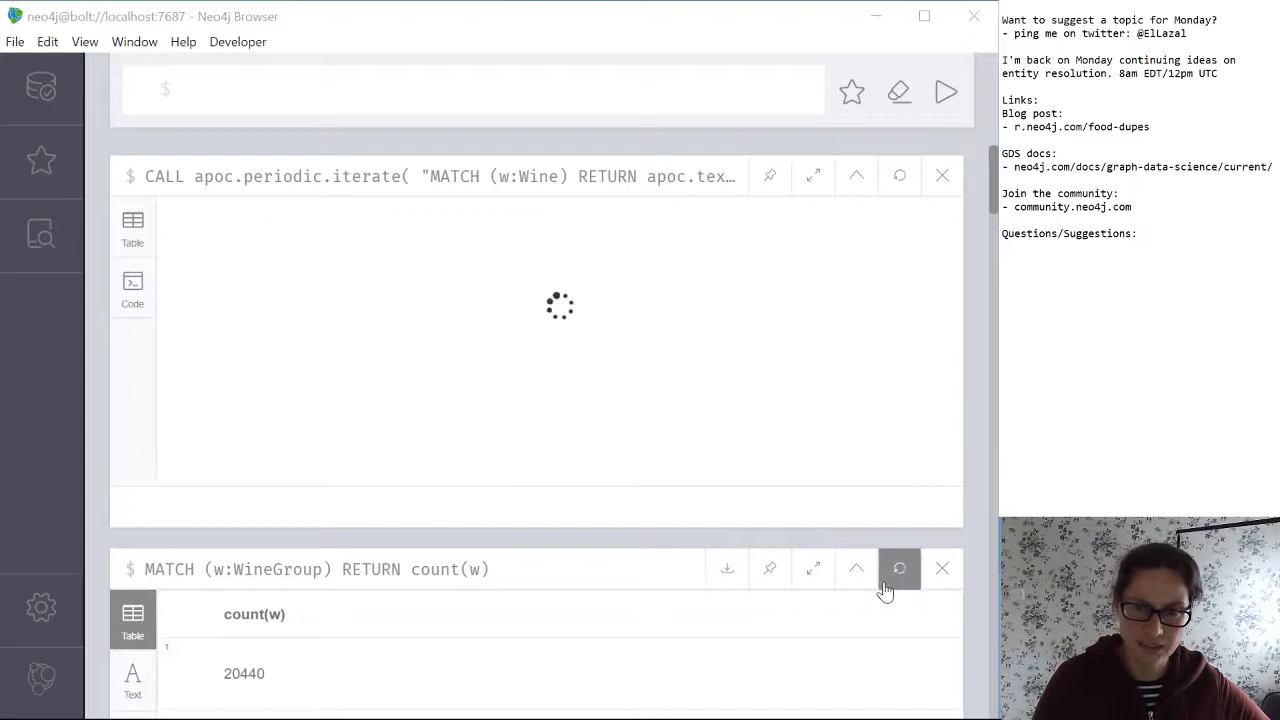 neo4j@bolt://localhost:7687 - Neo4j Browser
File Edit View Window Help Developer
$
$ CALL apoc.periodic.iterate( "MATCH (w:Wine) RETURN apoc.tex…
Table
Code
$ MATCH (w:WineGroup) RETURN count(w)
Table
count(w)
1
20440
Text
Want to suggest a topic for Monday?
- ping me on twitter: @ElLazal
I'm back on Monday continuing ideas on
entity resolution. 8am EDT/12pm UTC
Links:
Blog post:
- r.neo4j.com/food-dupes
GDS docs:
- neo4j.com/docs/graph-data-science/current/
Join the community:
- community.neo4j.com
Questions/Suggestions: